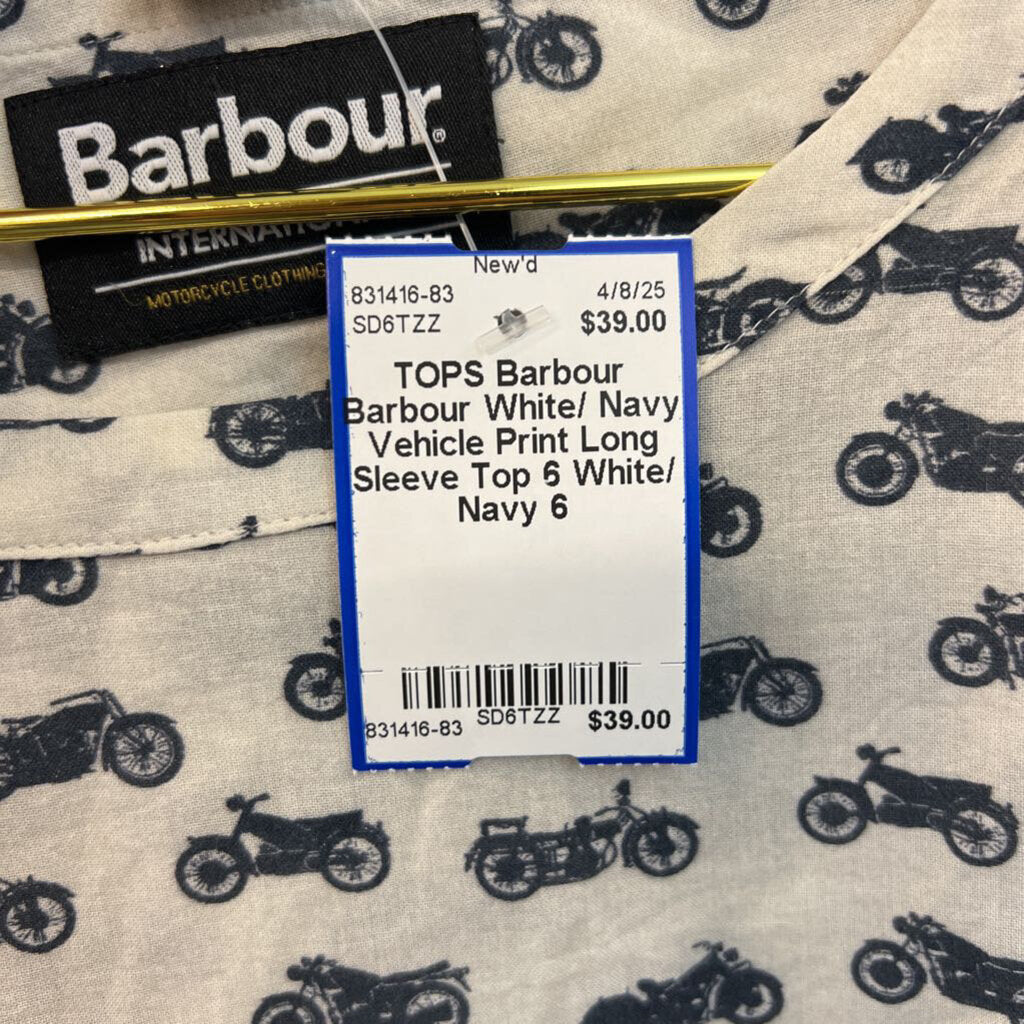 Barbour®
MOTORCYCLE CLOTHING
New'd
831416-83 4/8/25
SD6TZZ $39.00
TOPS Barbour
Barbour White/ Navy
Vehicle Print Long
Sleeve Top 6 White/
Navy 6
831416-83 SD6TZZ $39.00